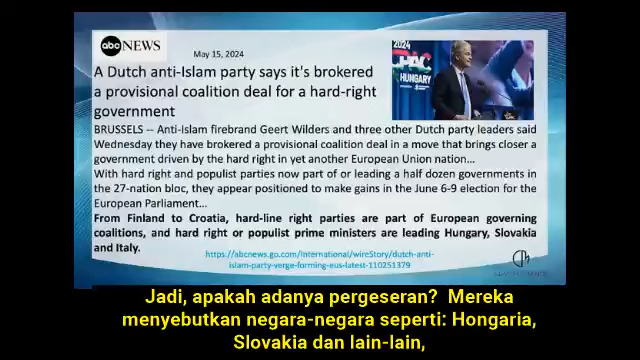 abc NEWS
May 15, 2024
A Dutch anti-Islam party says it's brokered
a provisional coalition deal for a hard-right
government
2024
CPAC
HUNGARY
BRUSSELS -- Anti-Islam firebrand Geert Wilders and three other Dutch party leaders said
Wednesday they have brokered a provisional coalition deal in a move that brings closer a
government driven by the hard right in yet another European Union nation…
With hard right and populist parties now part of or leading a half dozen governments in
the 27-nation bloc, they appear positioned to make gains in the June 6-9 election for the
European Parliament…
From Finland to Croatia, hard-line right parties are part of European governing
coalitions, and hard right or populist prime ministers are leading Hungary, Slovakia
and Italy.
https://abcnews.go.com/International/wireStory/dutch-anti-
islam-party-verge-forming-eus-latest-110251379
Jadi, apakah adanya pergeseran? Mereka
menyebutkan negara-negara seperti: Hongaria,
Slovakia dan lain-lain,